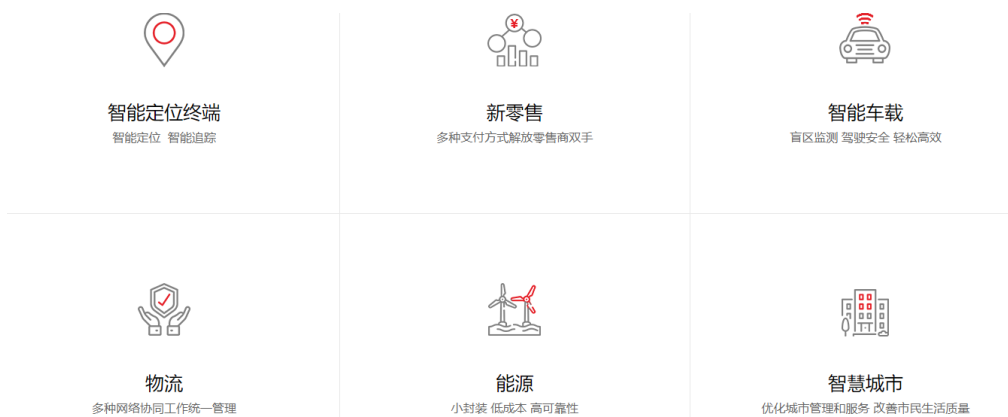 ¥
智能定位终端
新零售
智能车载
智能定位 智能追踪
多种支付方式解放零售商双手
盲区监测 驾驶安全 轻松高效
物流
能源
智慧城市
多种网络协同工作统一管理
小封装 低成本 高可靠性
优化城市管理和服务 改善市民生活质量